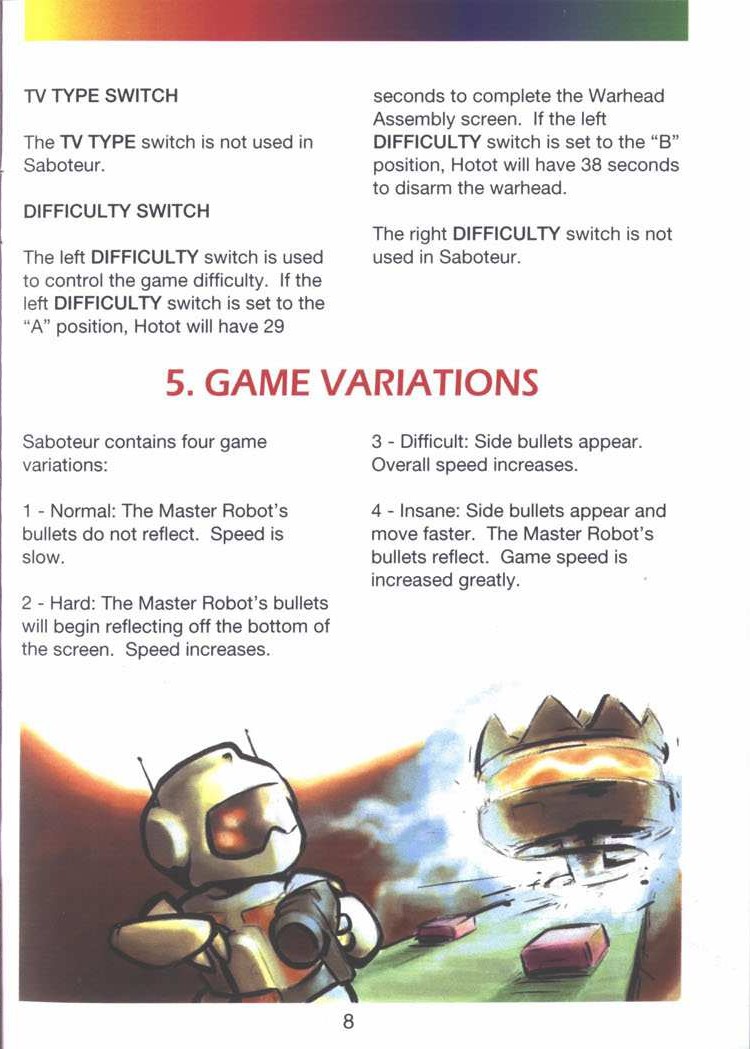 TV TYPE SWITCH
The TV TYPE switch is not used in
Saboteur.
DIFFICULTY SWITCH
The left DIFFICULTY switch is used
to control the game difficulty. If the
left DIFFICULTY switch is set to the
“A” position, Hotot will have 29
seconds to complete the Warhead
Assembly screen. If the left
DIFFICULTY switch is set to the “B”
position, Hotot will have 38 seconds
to disarm the warhead.
The right DIFFICULTY switch is not
used in Saboteur.
5. GAME VARIATIONS
Saboteur contains four game
variations:
1 - Normal: The Master Robot's
bullets do not reflect. Speed is
slow.
2 - Hard: The Master Robot's bullets
will begin reflecting off the bottom of
the screen. Speed increases.
3 - Difficult: Side bullets appear.
Overall speed increases.
4 - Insane: Side bullets appear and
move faster. The Master Robot's
bullets reflect. Game speed is
increased greatly.
8